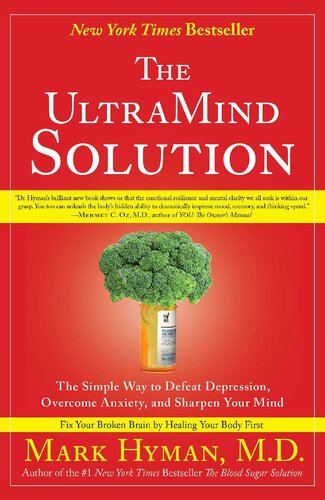 New York Times Bestseller
THE
ULTRAMIND
SOLUTION
"Dr. Hyman's brilliant new book shows us that the emotional resilience and mental clarity we all seek is within our
grasp. You too can unleash the body's hidden ability to dramatically improve mood, memory, and thinking speed."
—MEHMET C. OZ, M.D., author of YOU: The Owner's Manual
The Simple Way to Defeat Depression,
Overcome Anxiety, and Sharpen Your Mind
Fix Your Broken Brain by Healing Your Body First
MARK HYMAN, M.D.
Author of the #1 New York Times Bestseller The Blood Sugar Solution